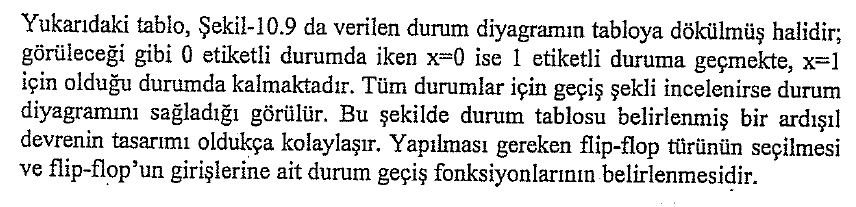 Yukarıdaki tablo, Şekil-10.9 da verilen durum diyagramın tabloya dökülmüş halidir;
görüleceği gibi 0 etiketli durumda iken x=0 ise 1 etiketli duruma geçmekte, x=1
için olduğu durumda kalmaktadır. Tüm durumlar için geçiş şekli incelenirse durum
diyagramını sağladığı görülür. Bu şekilde durum tablosu belirlenmiş bir ardışıl
devrenin tasarımı oldukça kolaylaşır. Yapılması gereken flip-flop türünün seçilmesi
ve flip-flop'un girişlerine ait durum geçiş fonksiyonlarının belirlenmesidir.